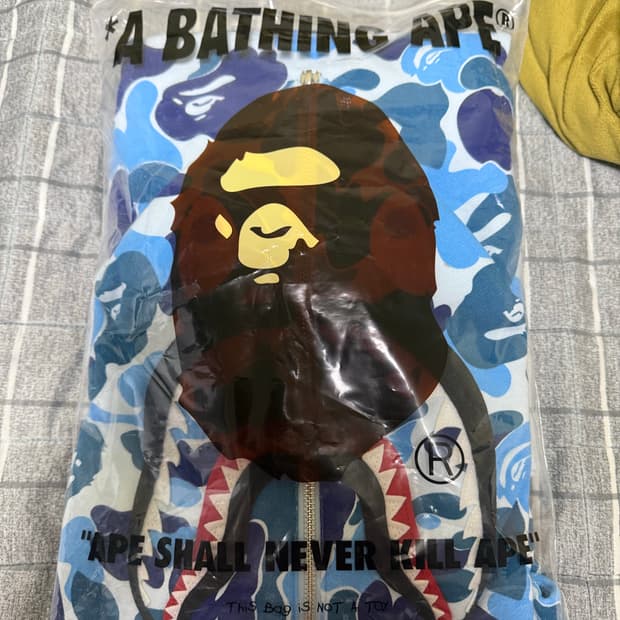 *A BATHING APE®
®
"APE SHALL NEVER KILL APE"
THIS BAG IS NOT A TOY